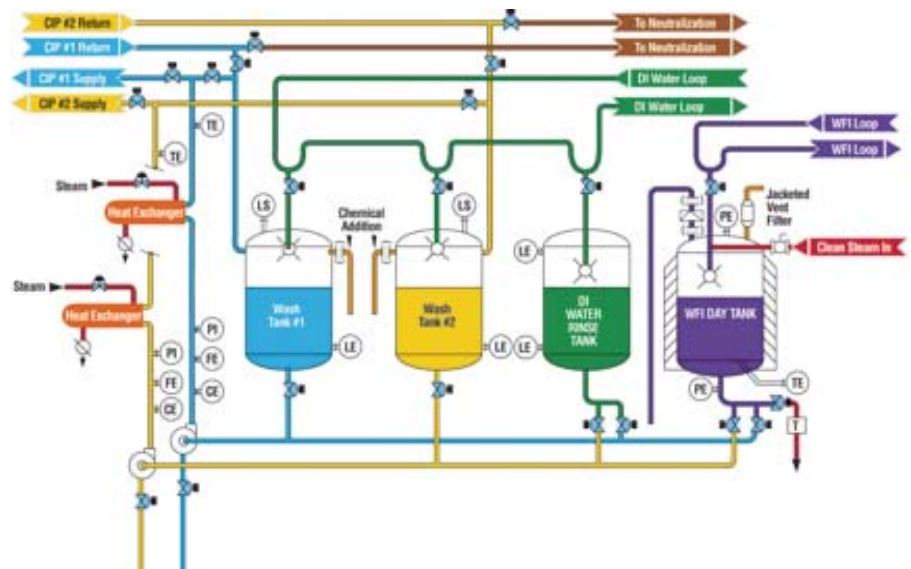 CIP #2 Return
To Neutralization
CIP #1 Return
To Neutralization
CIP #1 Supply
DI Water Loop
CIP #2 Supply
DI Water Loop
WFI Loop
TE
TE
WFI Loop
Steam
Heat Exchanger
LS
Chemical
Addition
LS
PE
Jacketed
Vent
Filter
LE
Clean Steam In
Steam
Heat Exchanger
Wash
Tank #1
Wash
Tank #2
DI
WATER
RINSE
TANK
WFI DAY TANK
PI
PI
LE
LE
LE
FE
FE
CE
CE
PE
TE
T